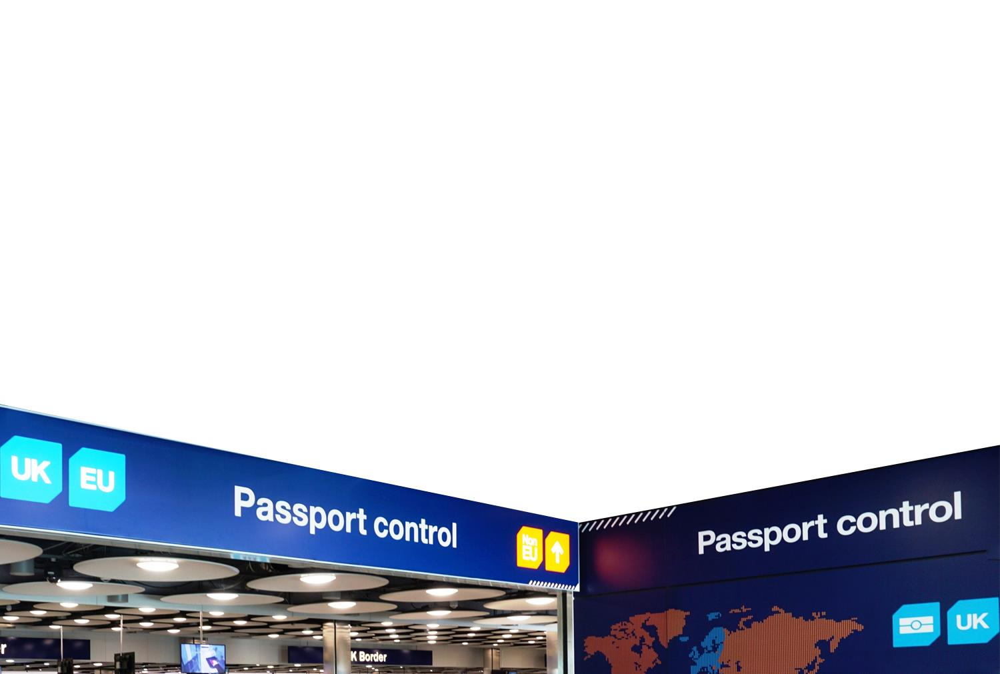 UK
EU
Passport control
Non
EU
Passport control
UK
K Border
r